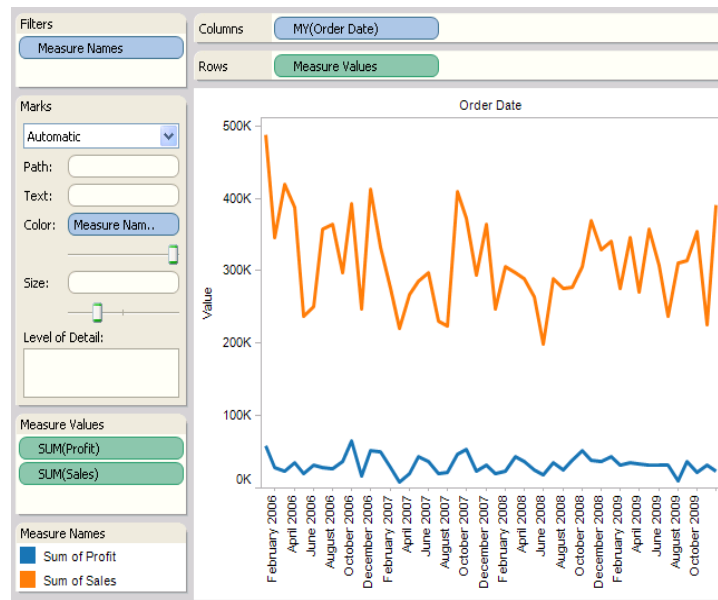 Filters
Measure Names
Columns
MY(Order Date)
Rows
Measure Values
Marks
Automatic
Path:
Text:
Color:
Measure Nam..
Size:
Level of Detail:
Measure Values
SUM(Profit)
SUM(Sales)
Measure Names
Sum of Profit
Sum of Sales
Order Date
500K
400K
300K
200K
100K
0K
Value
February 2006
April 2006
June 2006
August 2006
October 2006
December 2006
February 2007
April 2007
June 2007
August 2007
October 2007
December 2007
February 2008
April 2008
June 2008
August 2008
October 2008
December 2008
February 2009
April 2009
June 2009
August 2009
October 2009